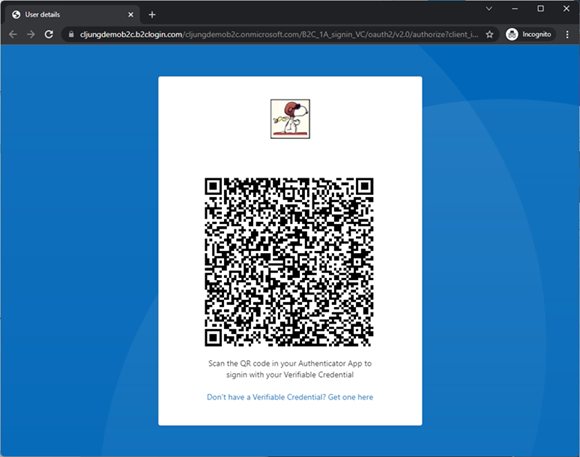 User details
cljungdemob2c.b2clogin.com/cljungdemob2c.onmicrosoft.com/B2C_1A_signin_VC/oauth2/v2.0/authorize?client_i...
Incognito
Scan the QR code in your Authenticator App to
signin with your Verifiable Credential
Don't have a Verifiable Credential? Get one here